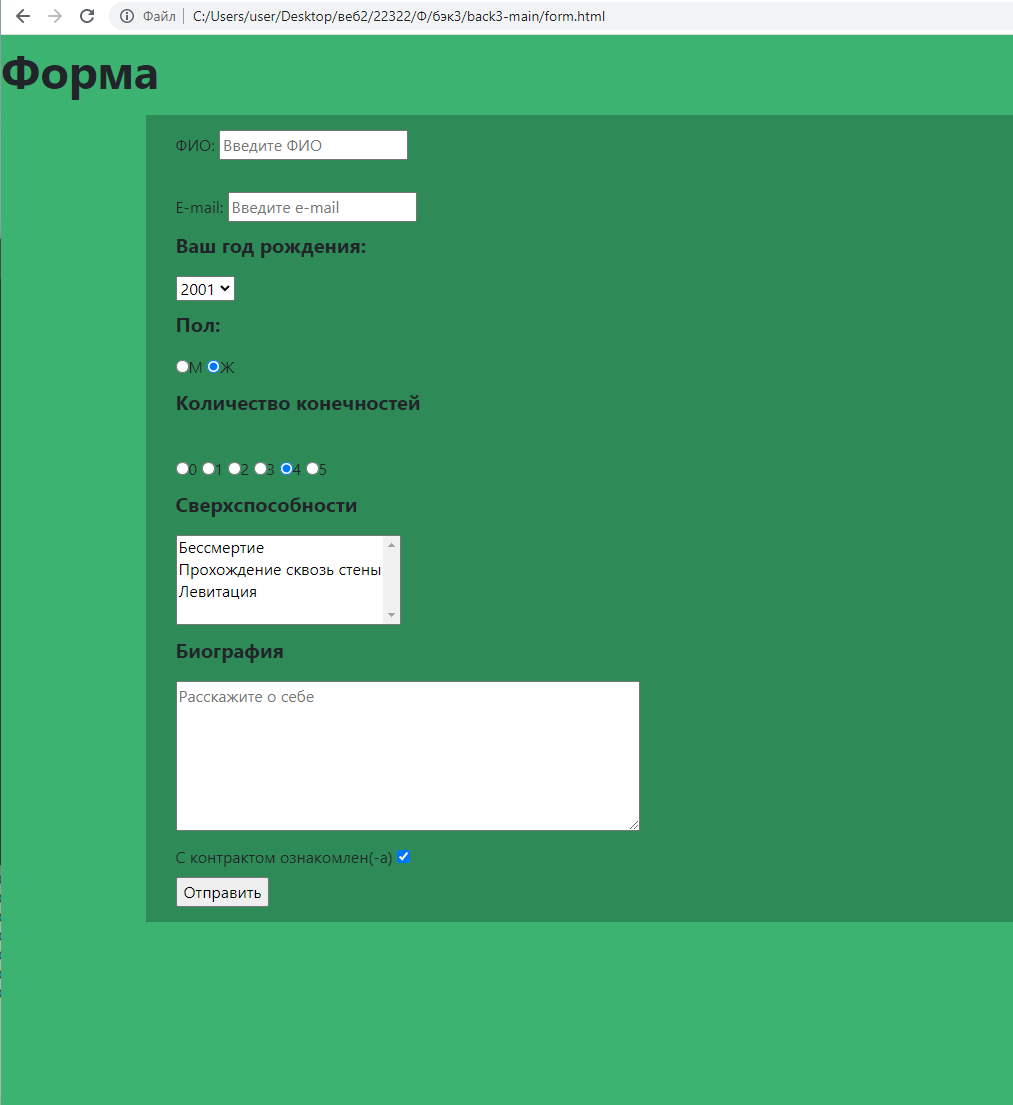 Файл C:/Users/user/Desktop/веб2/22322/Ф/бэк3/back3-main/form.html
Форма
ФИО: Введите ФИО
E-mail: Введите e-mail
Ваш год рождения:
2001
Пол:
М Ж
Количество конечностей
0 1 2 3 4 5
Сверхспособности
Бессмертие
Прохождение сквозь стены
Левитация
Биография
Расскажите о себе
С контрактом ознакомлен(-а)
Отправить